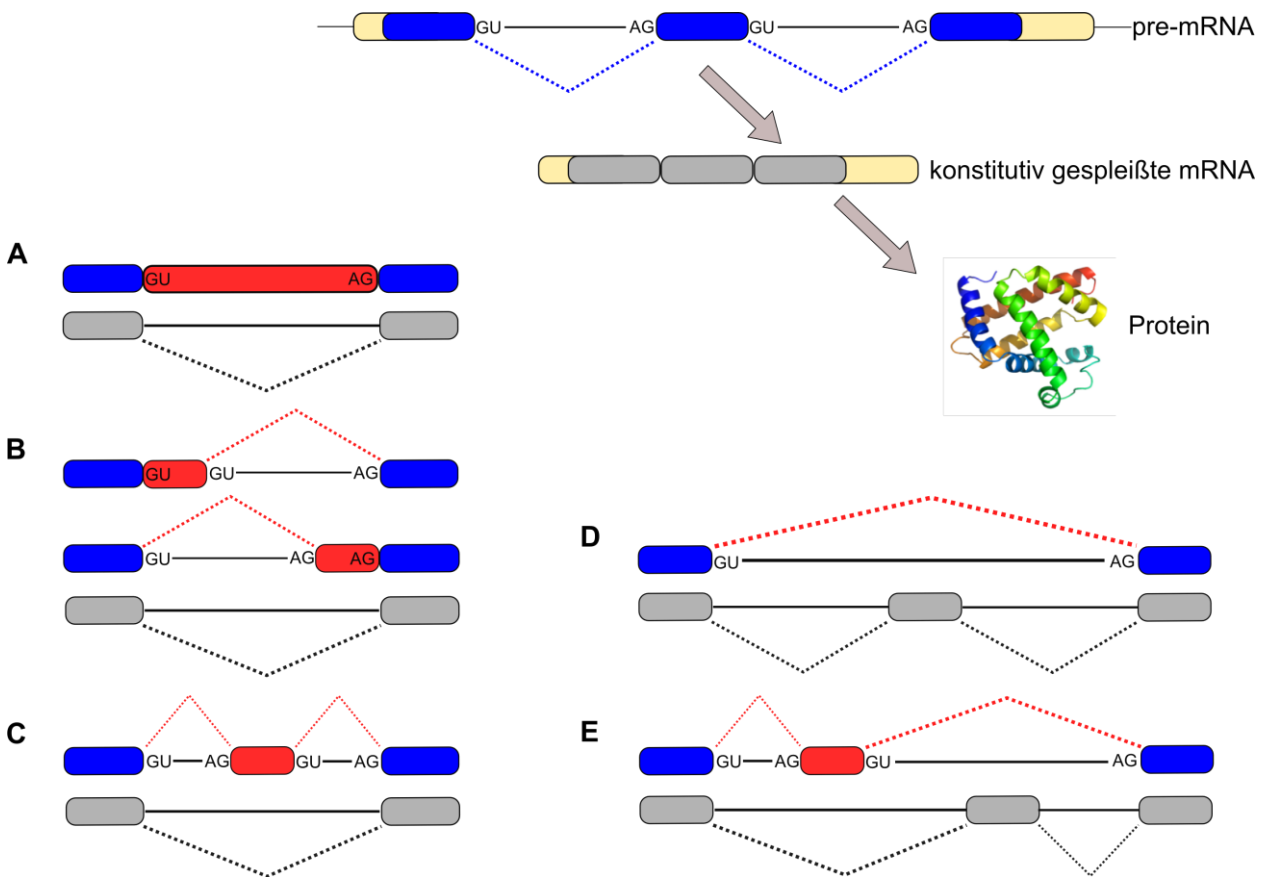 GU AG GU AG pre-mRNA
konstitutiv gespleißte mRNA
Protein
A
GU AG
B
GU GU AG
GU AG AG
C
GU AG GU AG
D
GU AG
E
GU AG GU AG